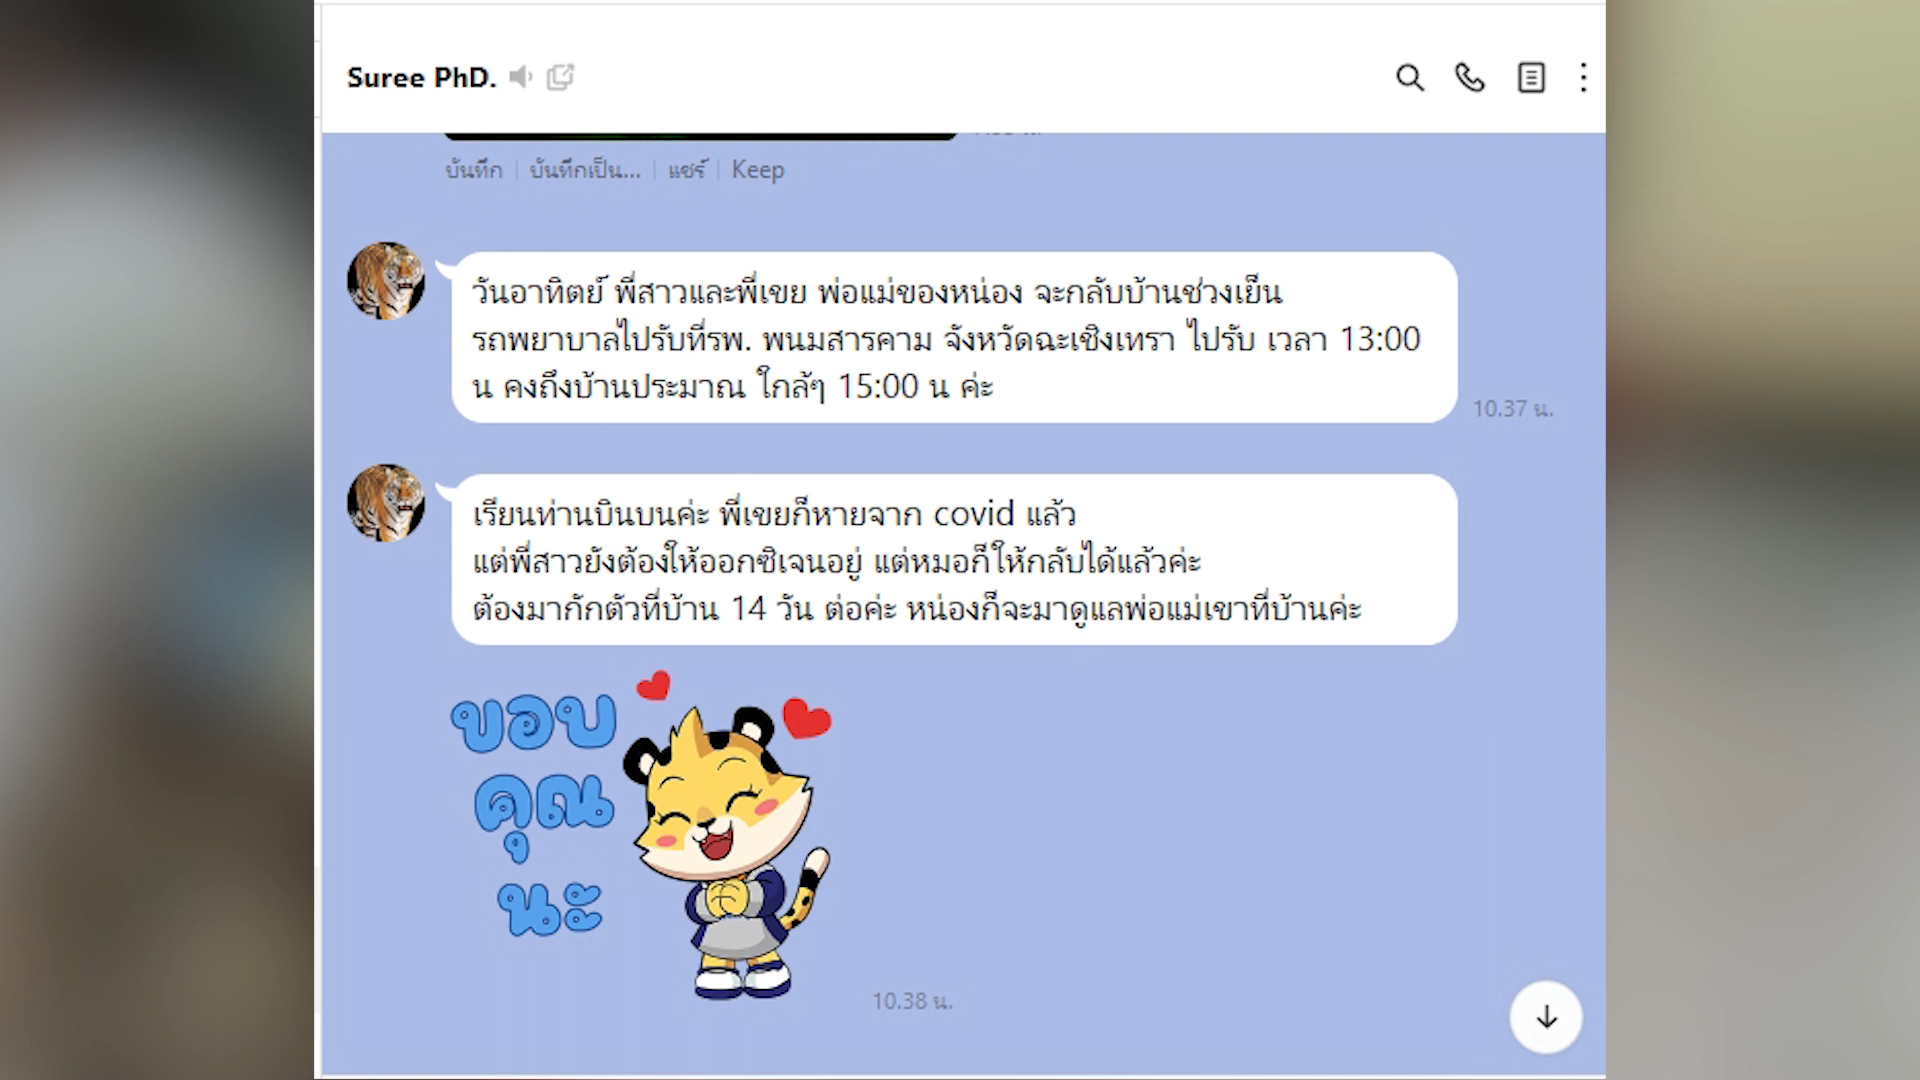 Suree PhD.
บันทึก | บันทึกเป็น... | แชร์ | Keep
วันอาทิตย์ พี่สาวและพี่เขย พ่อแม่ของหน่อง จะกลับบ้านช่วงเย็น
รถพยาบาลไปรับที่รพ. พนมสารคาม จังหวัดฉะเชิงเทรา ไปรับ เวลา 13:00
น คงถึงบ้านประมาณ ใกล้ๆ 15:00 น ค่ะ
10.37 น.
เรียนท่านบินบนค่ะ พี่เขยก็หายจาก covid แล้ว
แต่พี่สาวยังต้องให้ออกซิเจนอยู่ แต่หมอก็ให้กลับได้แล้วค่ะ
ต้องมากักตัวที่บ้าน 14 วัน ต่อค่ะ หน่องก็จะมาดูแลพ่อแม่เขาที่บ้านค่ะ
ขอบ
คุณ
นะ
10.38 น.